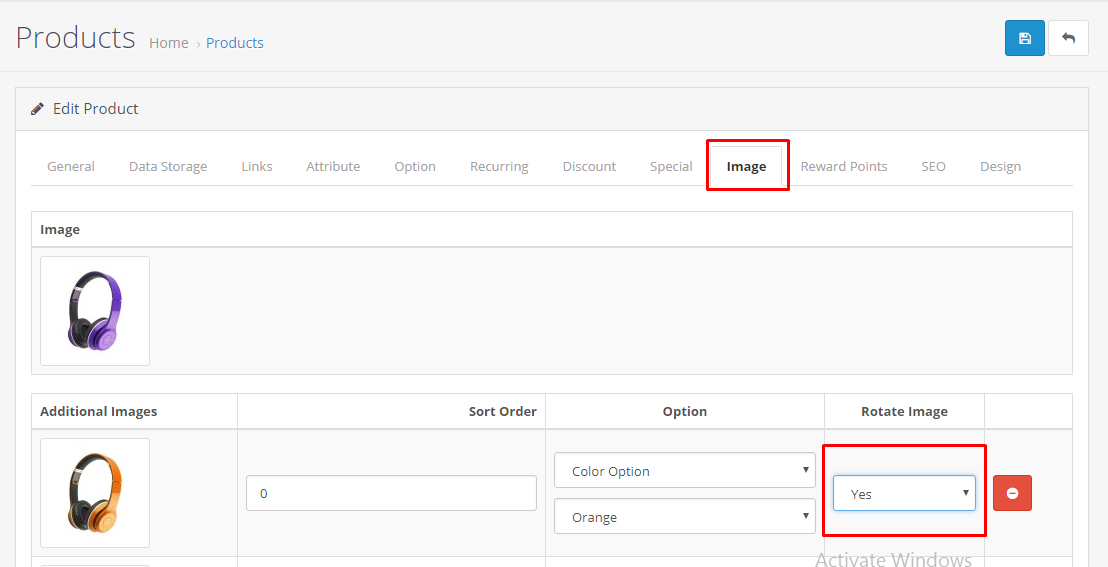 Products Home › Products
Edit Product
General Data Storage Links Attribute Option Recurring Discount Special Image Reward Points SEO Design
Image
Additional Images Sort Order Option Rotate Image
Color Option
0 Yes
Orange
Activate Windows